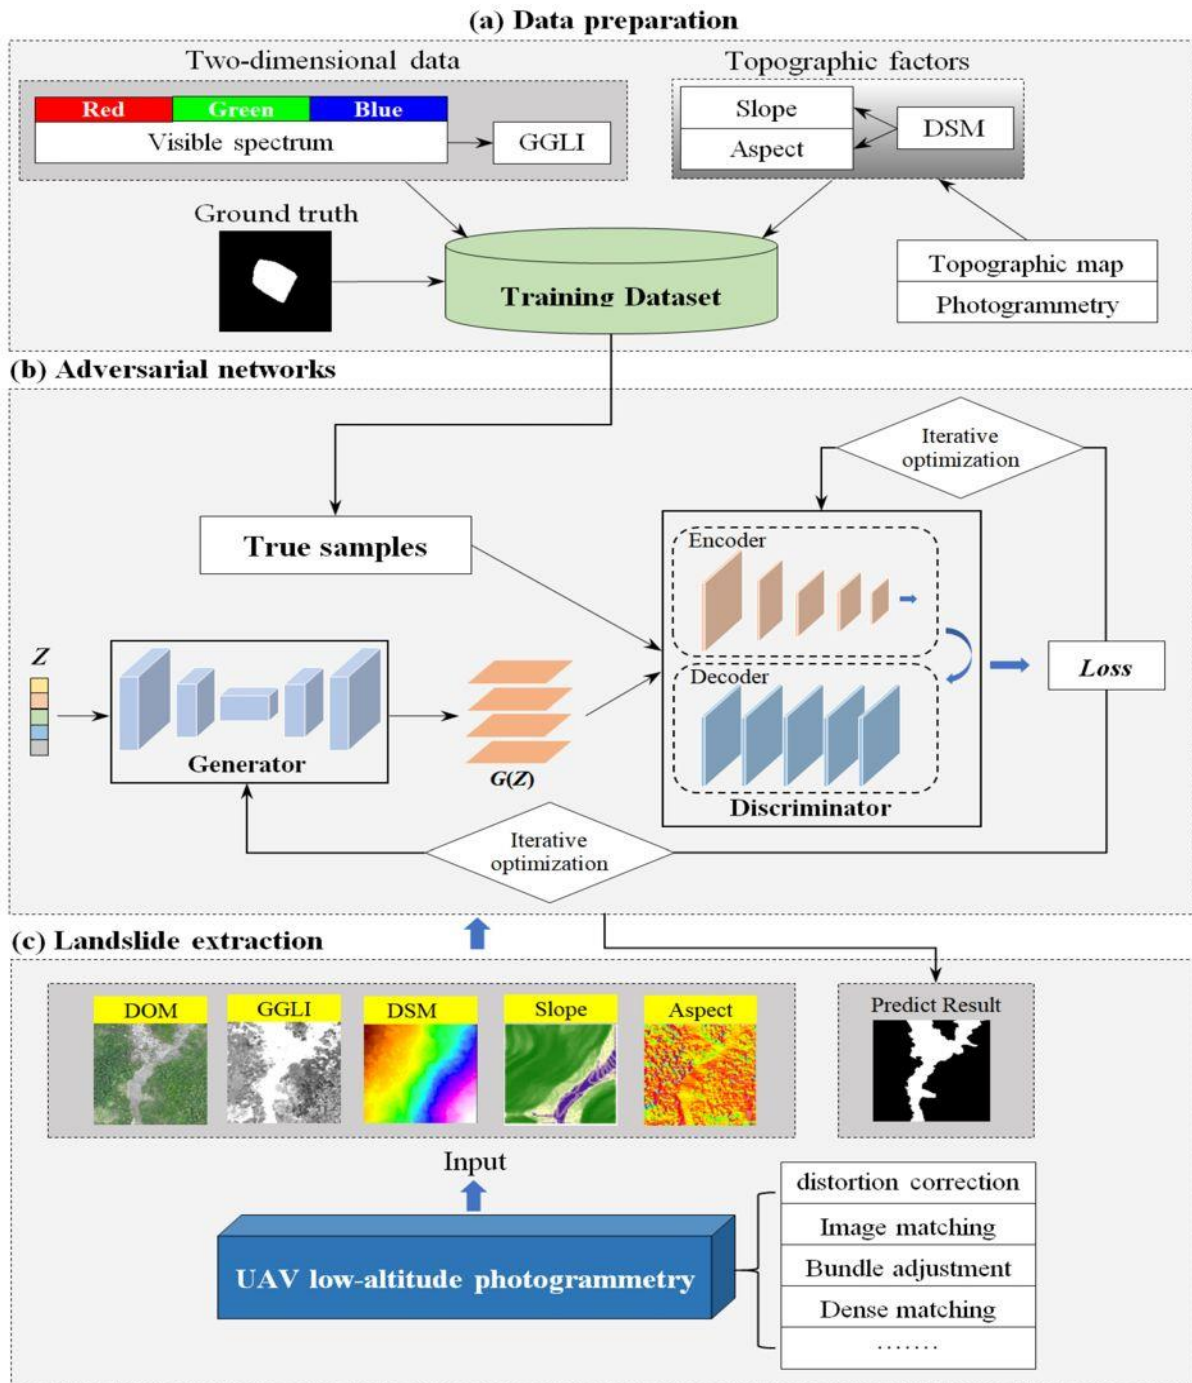 (a) Data preparation
Two-dimensional data
Topographic factors
Red
Green
Blue
Visible spectrum
GGLI
Slope
Aspect
DSM
Ground truth
Training Dataset
Topographic map
Photogrammetry
(b) Adversarial networks
Iterative
optimization
True samples
Encoder
Z
Loss
Decoder
Generator
G(Z)
Discriminator
Iterative
optimization
(c) Landslide extraction
DOM
GGLI
DSM
Slope
Aspect
Predict Result
Input
distortion correction
Image matching
UAV low-altitude photogrammetry
Bundle adjustment
Dense matching
.......